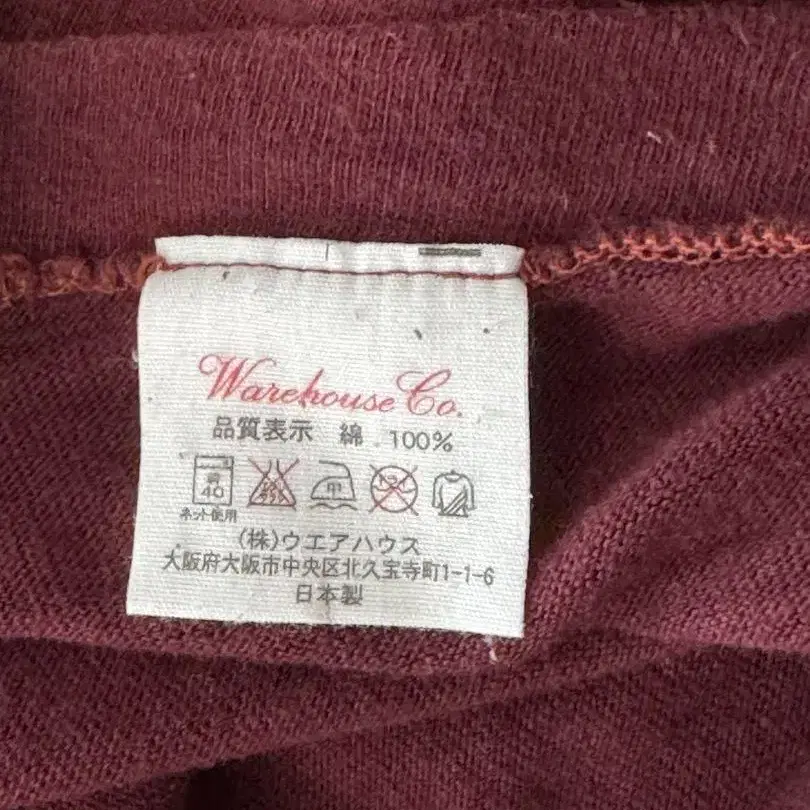 Warehouse Co.
品質表示 綿 100%
40
ネット使用
中
(株)ウエアハウス
大阪府大阪市中央区北久宝寺町1-1-6
日本製